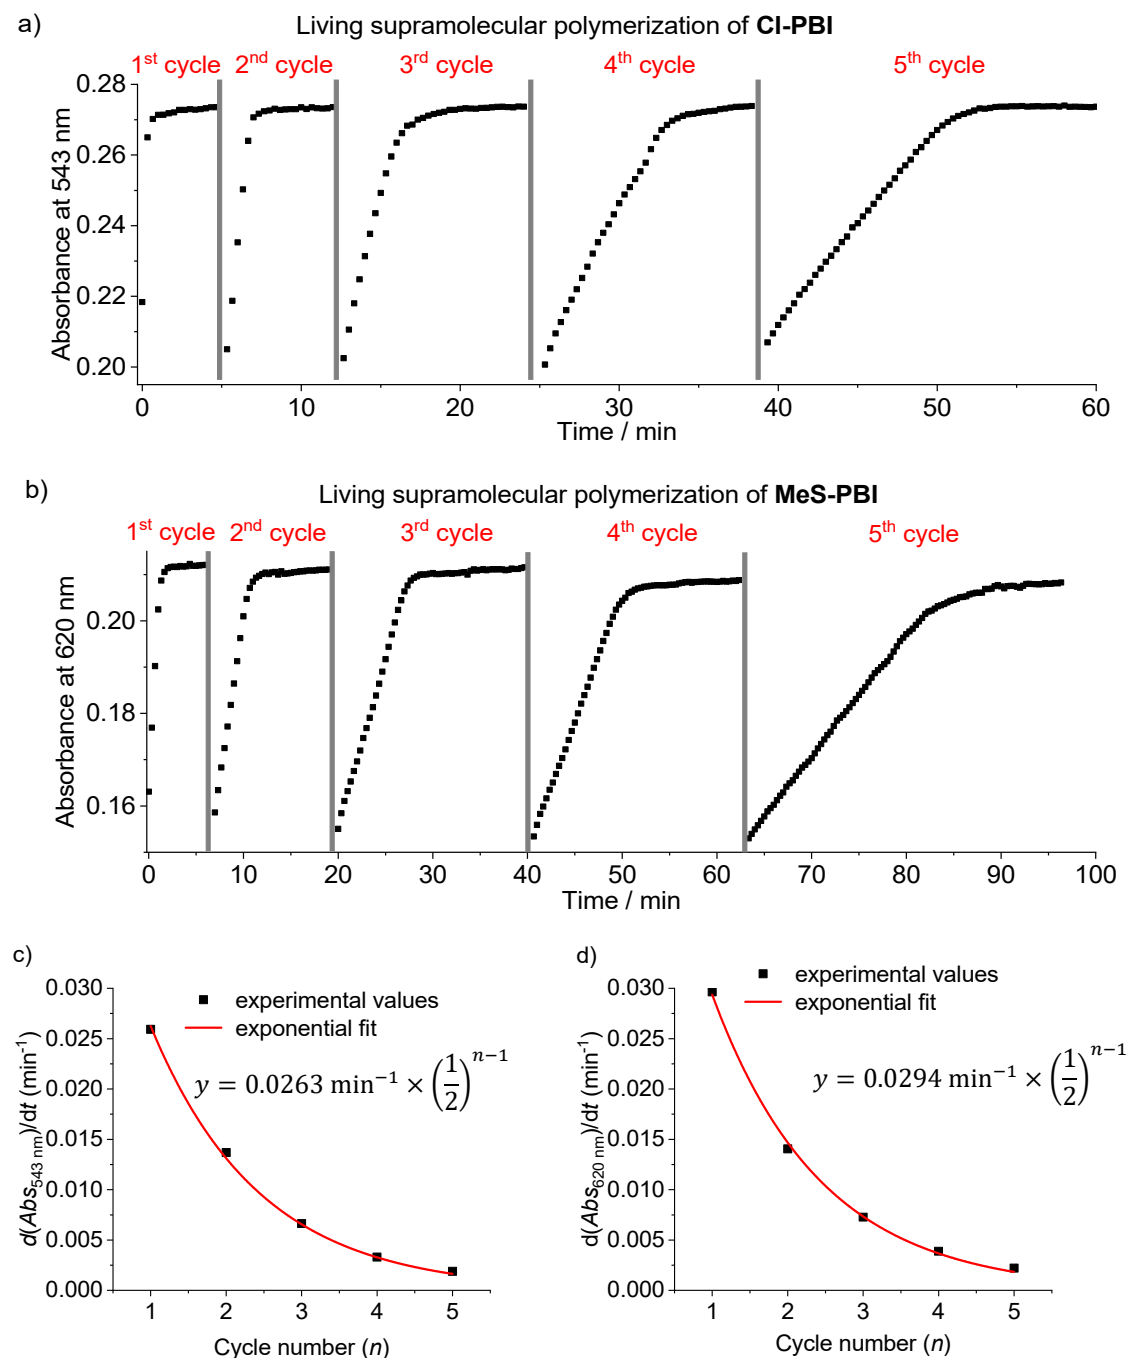 a)
Living supramolecular polymerization of Cl-PBI
1st cycle 2nd cycle 3rd cycle 4th cycle 5th cycle
Absorbance at 543 nm
0.28
0.26
0.24
0.22
0.20
0 10 20 30 40 50 60
Time / min
b)
Living supramolecular polymerization of MeS-PBI
1st cycle 2nd cycle 3rd cycle 4th cycle 5th cycle
Absorbance at 620 nm
0.20
0.18
0.16
0 10 20 30 40 50 60 70 80 90 100
Time / min
c)
d(Abs543 nm)/dt (min-1)
0.030
0.025
0.020
0.015
0.010
0.005
0.000
experimental values
exponential fit
y = 0.0263 min−1 × (1/2)n−1
1 2 3 4 5
Cycle number (n)
d)
d(Abs620 nm)/dt (min-1)
0.030
0.025
0.020
0.015
0.010
0.005
0.000
experimental values
exponential fit
y = 0.0294 min−1 × (1/2)n−1
1 2 3 4 5
Cycle number (n)